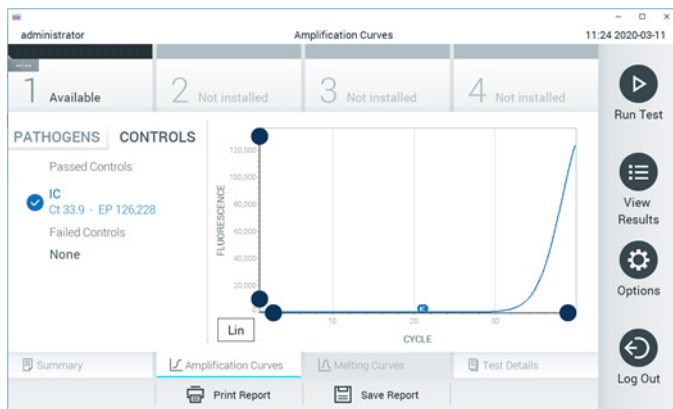 administrator
Amplification Curves
11:24 2020-03-11
--:--
1 Available
2 Not installed
3 Not installed
4 Not installed
Run Test
PATHOGENS CONTROLS
Passed Controls
IC
Ct 33.9 - EP 126,228
Failed Controls
None
FLUORESCENCE
120,000
100,000
80,000
60,000
40,000
20,000
0
IC
10
20
30
CYCLE
Lin
View
Results
Options
Summary
Amplification Curves
Melting Curves
Test Details
Print Report
Save Report
Log Out